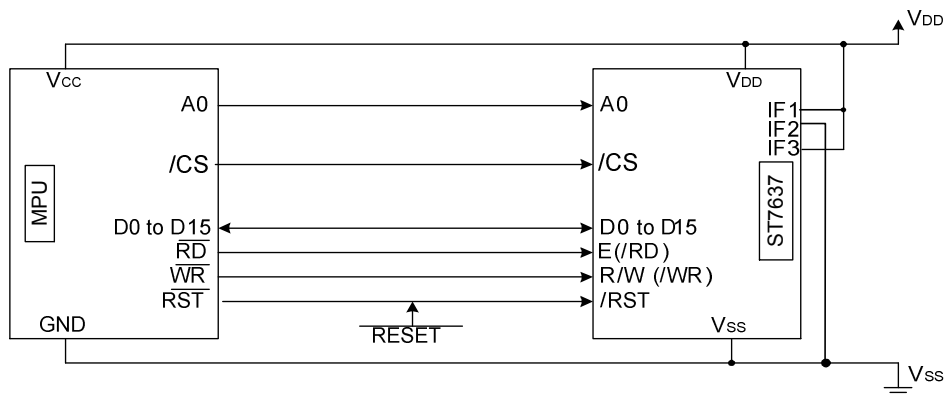 VDD
VCC
MPU
A0
/CS
D0 to D15
RD
WR
RST
GND
RESET
VDD
A0
/CS
D0 to D15
E(/RD)
R/W (/WR)
/RST
VSS
IF1
IF2
IF3
ST7637
VSS